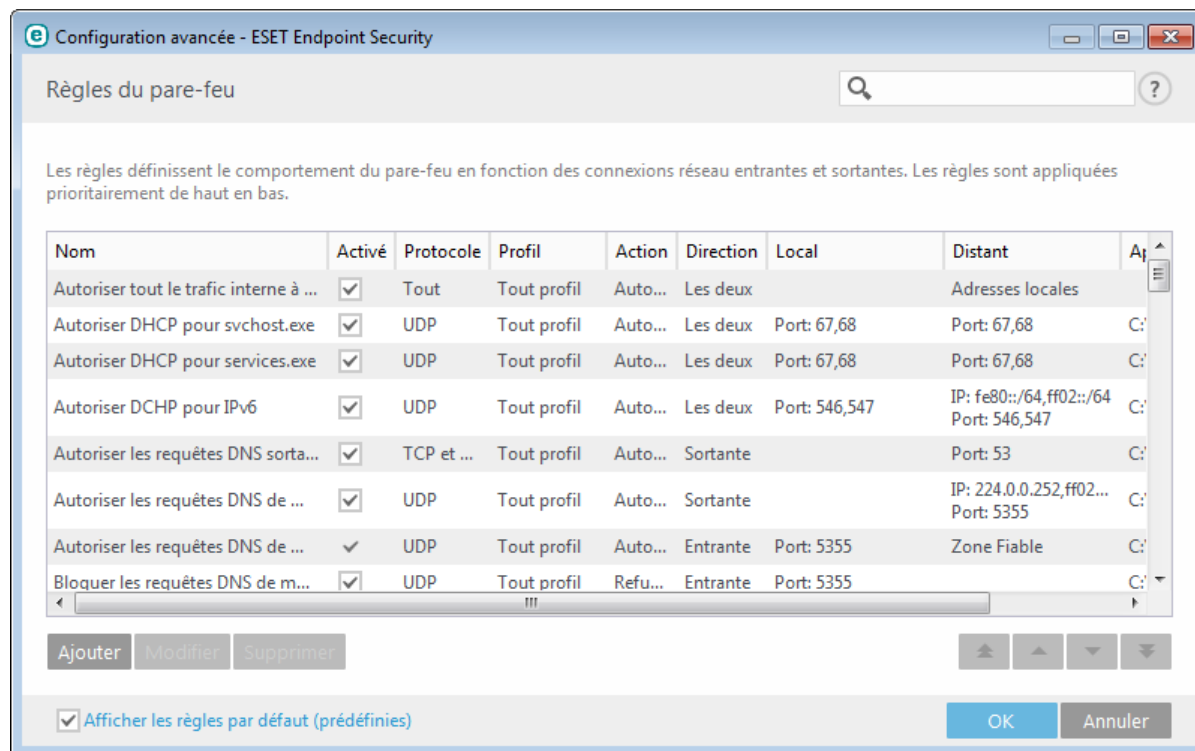 Configuration avancée - ESET Endpoint Security
Règles du pare-feu
?
Les règles définissent le comportement du pare-feu en fonction des connexions réseau entrantes et sortantes. Les règles sont appliquées
prioritairement de haut en bas.
Nom Activé Protocole Profil Action Direction Local Distant
Autoriser tout le trafic interne à ... Tout Tout profil Auto... Les deux Adresses locales
Autoriser DHCP pour svchost.exe UDP Tout profil Auto... Les deux Port: 67,68 Port: 67,68 C:
Autoriser DHCP pour services.exe UDP Tout profil Auto... Les deux Port: 67,68 Port: 67,68 C:
Autoriser DCHP pour IPv6 UDP Tout profil Auto... Les deux Port: 546,547 IP: fe80::/64,ff02::/64 C:
Port: 546,547
Autoriser les requêtes DNS sorta... TCP et ... Tout profil Auto... Sortante Port: 53 C:
Autoriser les requêtes DNS de ... UDP Tout profil Auto... Sortante IP: 224.0.0.252,ff02... C:
Port: 5355
Autoriser les requêtes DNS de ... UDP Tout profil Auto... Entrante Port: 5355 Zone Fiable C:
Bloquer les requêtes DNS de m... UDP Tout profil Refu... Entrante Port: 5355 C:
Ajouter Modifier Supprimer
Afficher les règles par défaut (prédéfinies)
OK Annuler